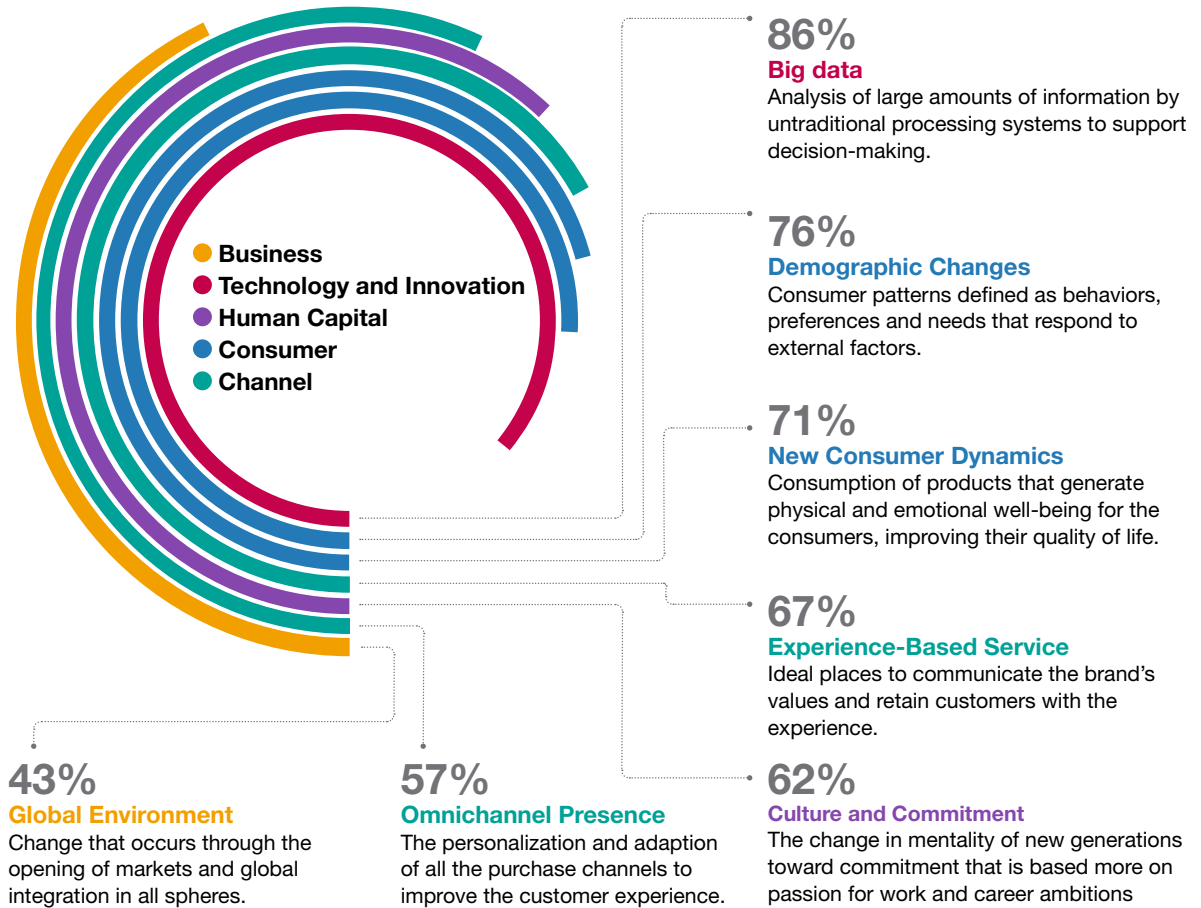 Business
Technology and Innovation
Human Capital
Consumer
Channel
86%
Big data
Analysis of large amounts of information by
untraditional processing systems to support
decision-making.
76%
Demographic Changes
Consumer patterns defined as behaviors,
preferences and needs that respond to
external factors.
71%
New Consumer Dynamics
Consumption of products that generate
physical and emotional well-being for the
consumers, improving their quality of life.
67%
Experience-Based Service
Ideal places to communicate the brand's
values and retain customers with the
experience.
43%
Global Environment
Change that occurs through the
opening of markets and global
integration in all spheres.
57%
Omnichannel Presence
The personalization and adaption
of all the purchase channels to
improve the customer experience.
62%
Culture and Commitment
The change in mentality of new generations
toward commitment that is based more on
passion for work and career ambitions